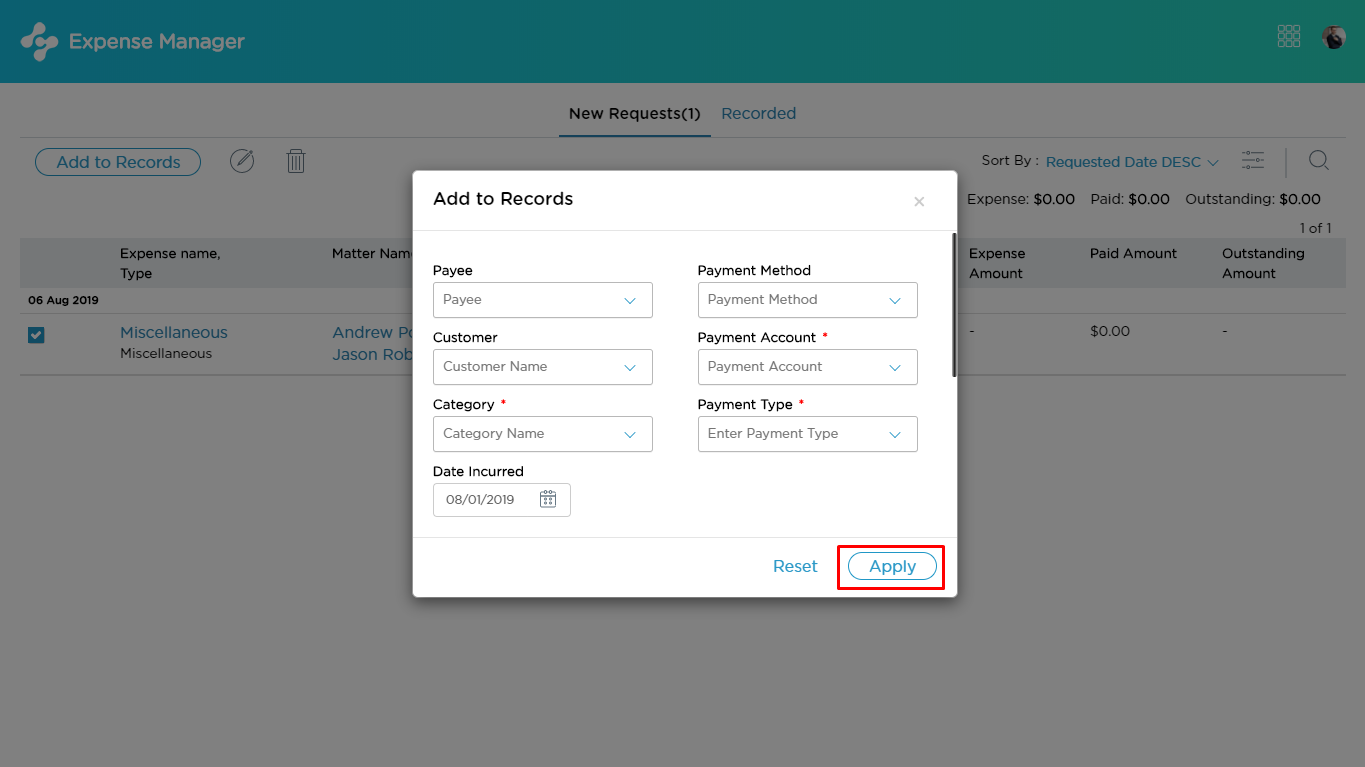 Expense Manager
New Requests(1) Recorded
Add to Records
Sort By : Requested Date DESC
Expense: $0.00 Paid: $0.00 Outstanding: $0.00
1 of 1
Expense name, Type
Matter Nam
Expense Amount
Paid Amount
Outstanding Amount
06 Aug 2019
Miscellaneous
Miscellaneous
Andrew Po
Jason Rob
-
$0.00
-
Add to Records
×
Payee
Payee
Payment Method
Payment Method
Customer
Customer Name
Payment Account *
Payment Account
Category *
Category Name
Payment Type *
Enter Payment Type
Date Incurred
08/01/2019
Reset
Apply